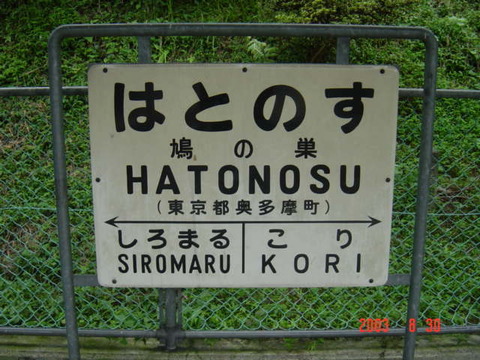 はとのす
鳩の巣
HATONOSU
(東京都奥多摩町)
しろまる こり
SIROMARU KORI
2003 8 30